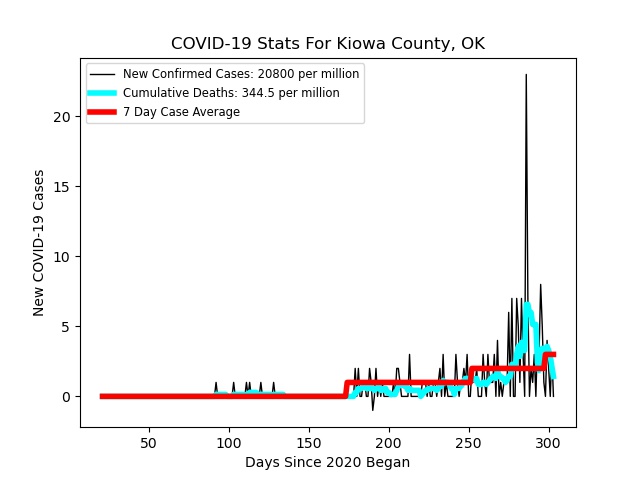 COVID-19 Stats For Kiowa County, OK
New Confirmed Cases: 20800 per million
Cumulative Deaths: 344.5 per million
7 Day Case Average
New COVID-19 Cases
20
15
10
5
0
50 100 150 200 250 300
Days Since 2020 Began